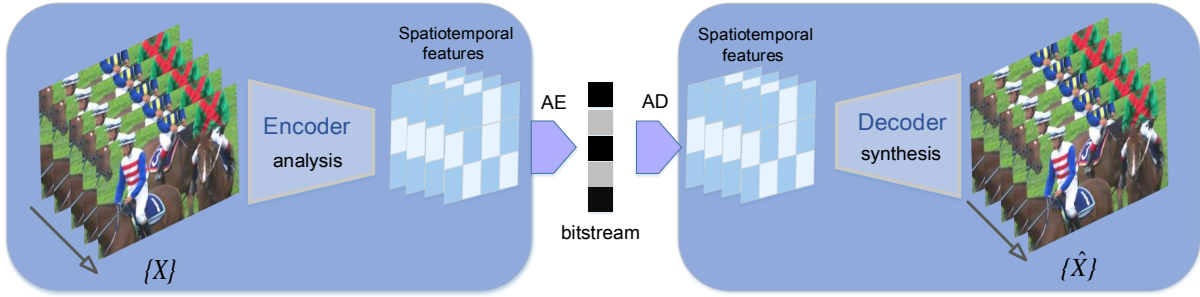 Spatiotemporal
features
Encoder
analysis
{X}
AE
bitstream
AD
Spatiotemporal
features
Decoder
synthesis
{X̂}